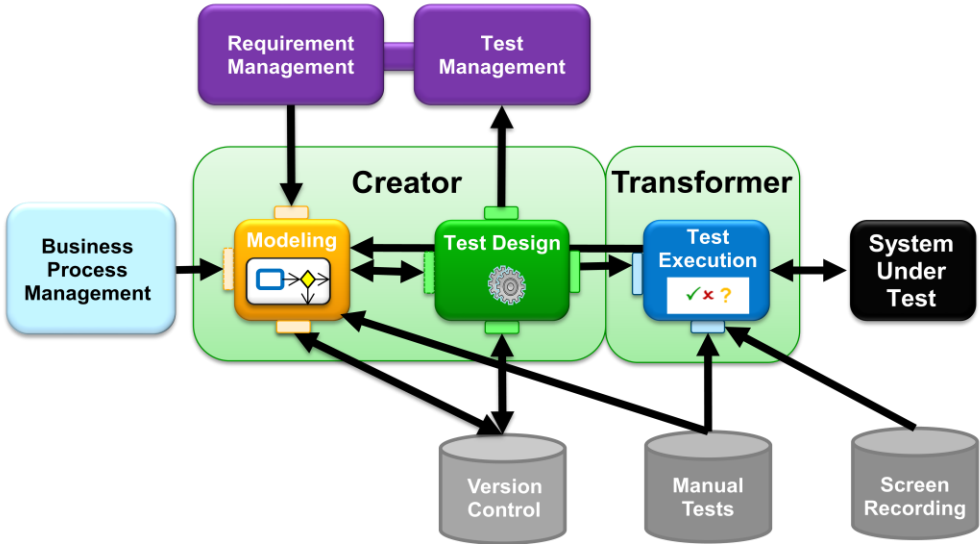 Requirement
Management
Test
Management
Creator
Transformer
Business
Process
Management
Modeling
Test Design
Test
Execution
✓✗?
System
Under
Test
Version
Control
Manual
Tests
Screen
Recording